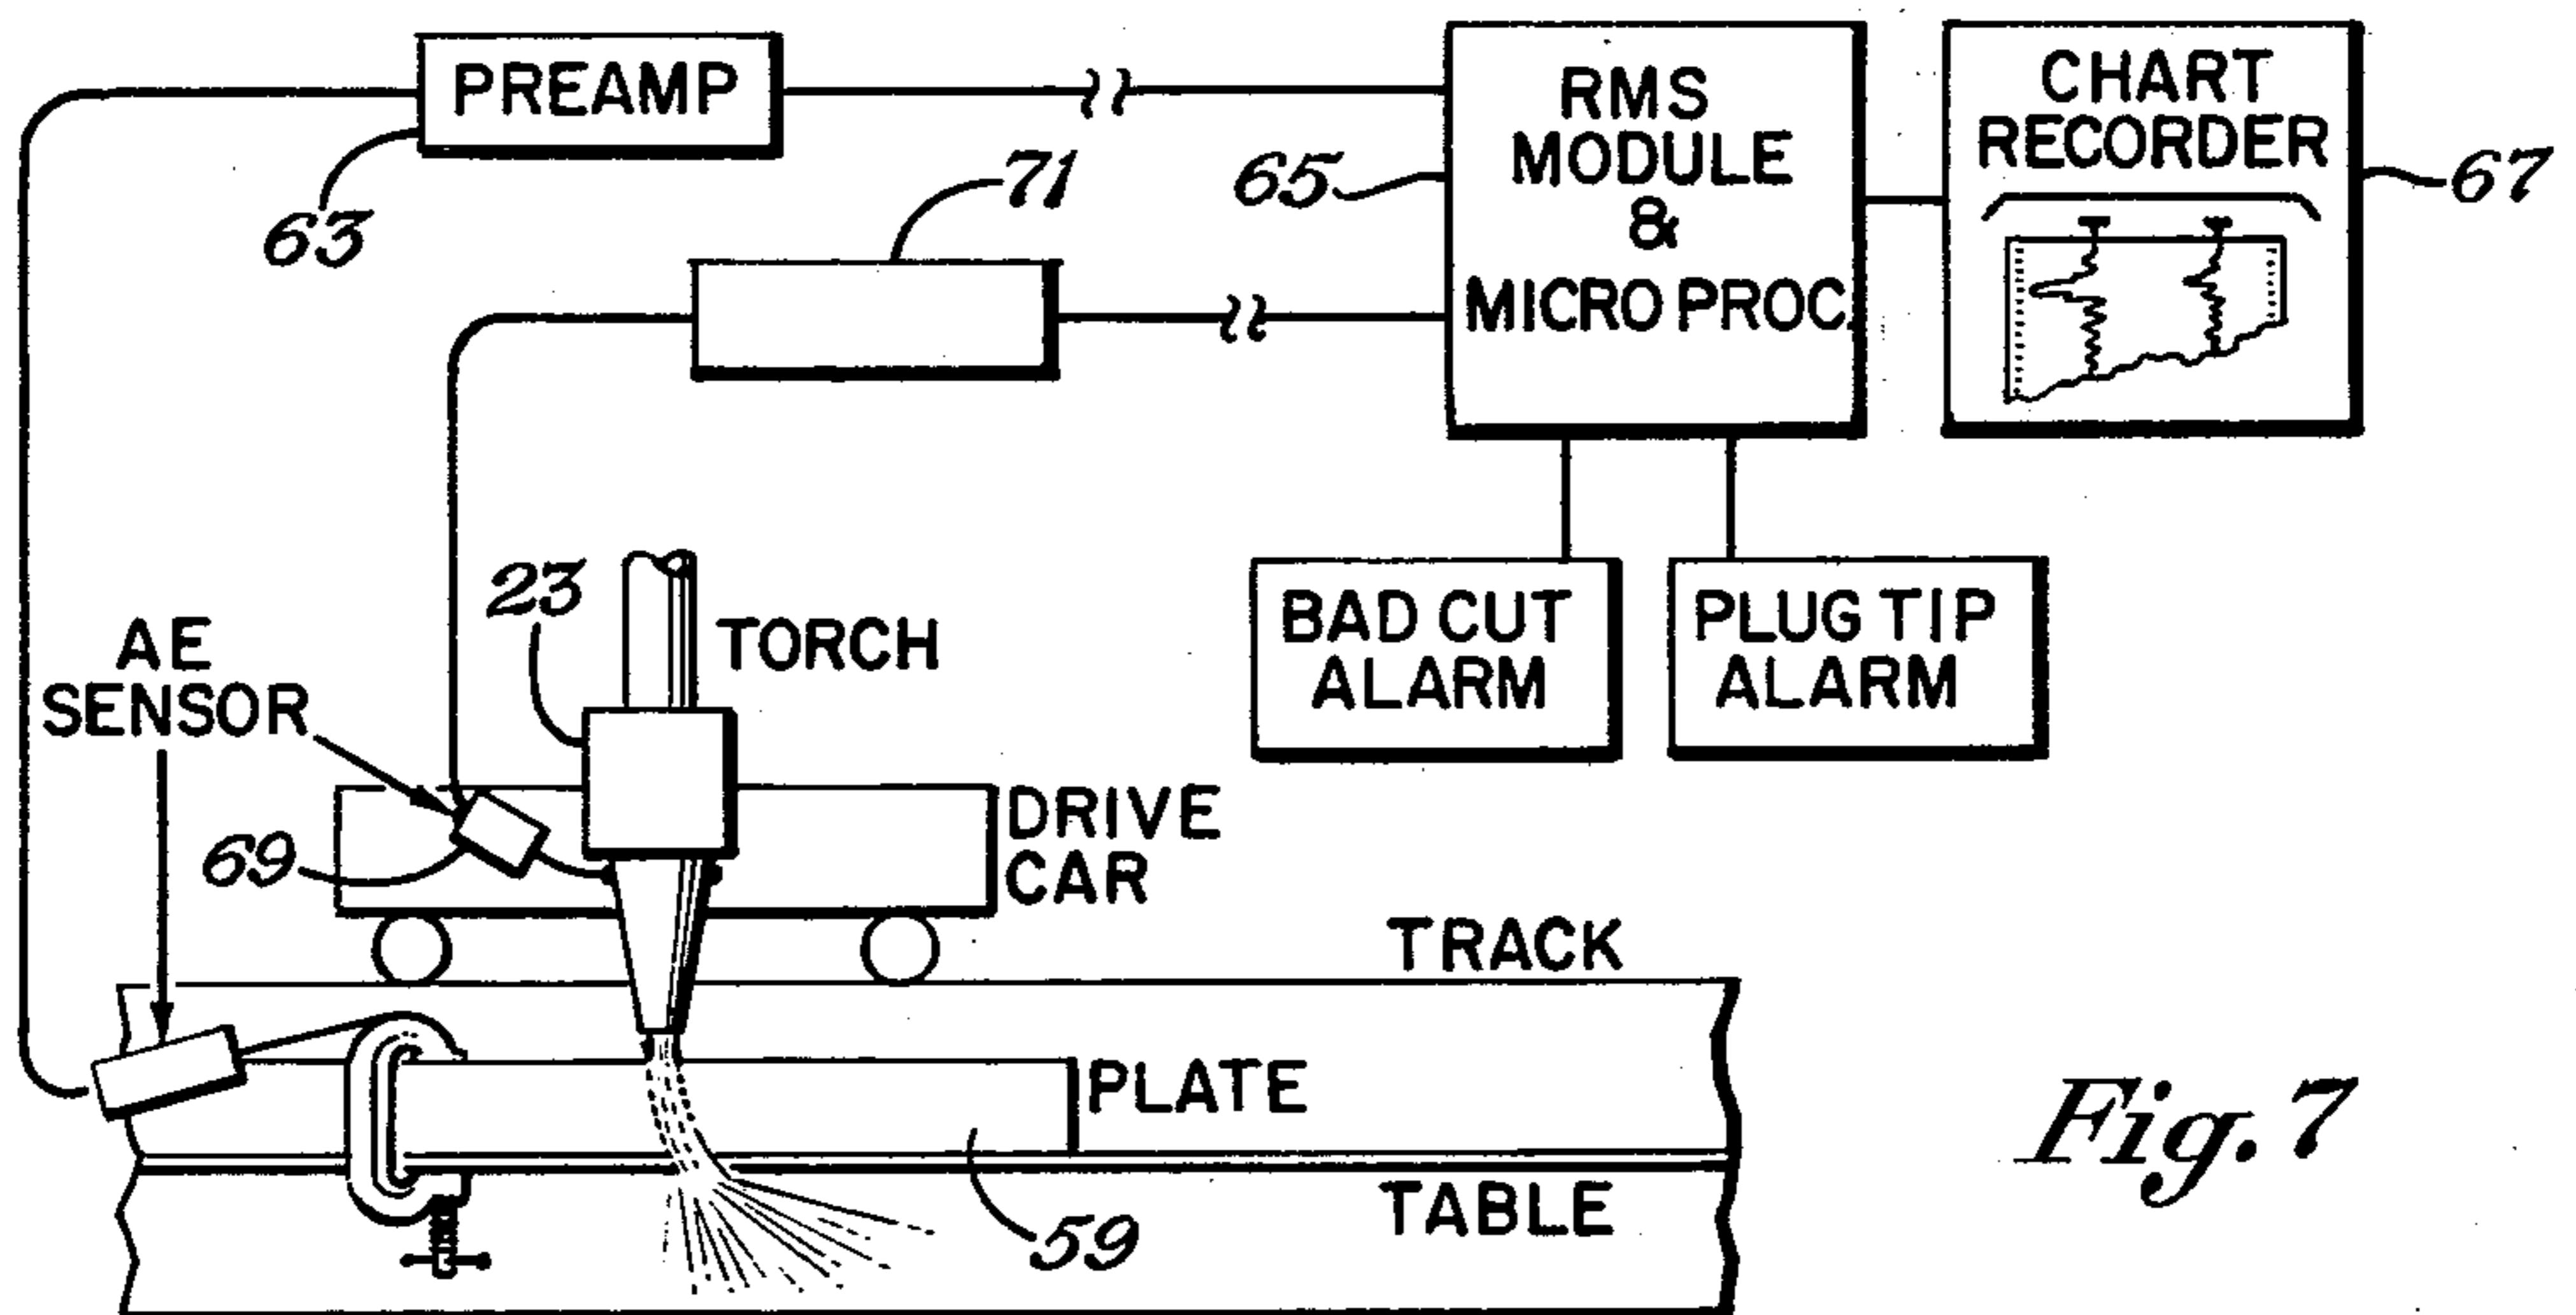 PREAMP
63
71
65
RMS
MODULE
&
MICRO PROC.
CHART
RECORDER
67
BAD CUT
ALARM
PLUG TIP
ALARM
23
TORCH
AE
SENSOR
69
DRIVE
CAR
TRACK
PLATE
59
TABLE
Fig. 7